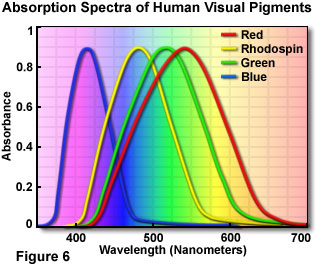 Absorption Spectra of Human Visual Pigments
1
0.8
0.6
0.4
0.2
0
Absorbance
Red
Rhodospin
Green
Blue
400 500 600 700
Wavelength (Nanometers)
Figure 6